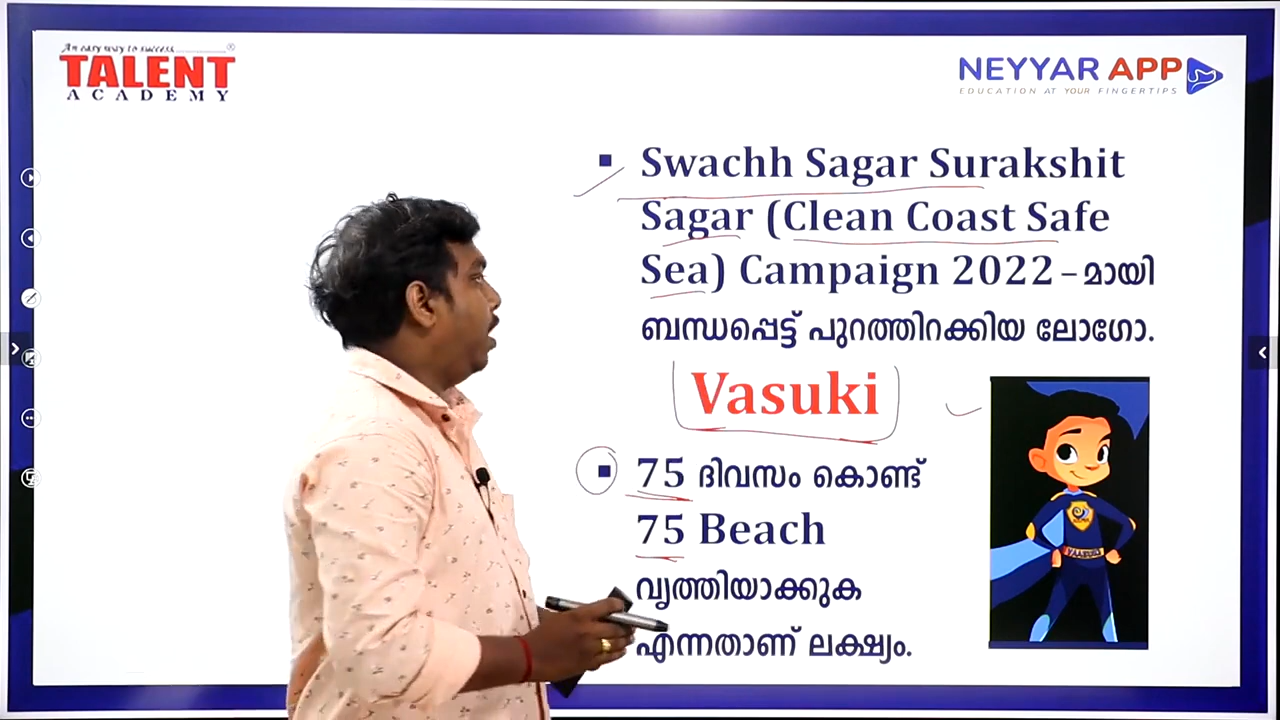 An easy way to success...............®
TALENT
ACADEMY
NEYYAR APP
EDUCATION AT YOUR FINGERTIPS
Swachh Sagar Surakshit
Sagar (Clean Coast Safe
Sea) Campaign 2022 – മായി
ബന്ധപ്പെട്ട് പുറത്തിറക്കിയ ലോഗോ.
Vasuki
75 ദിവസം കൊണ്ട്
75 Beach
വൃത്തിയാക്കുക
എന്നതാണ് ലക്ഷ്യം.